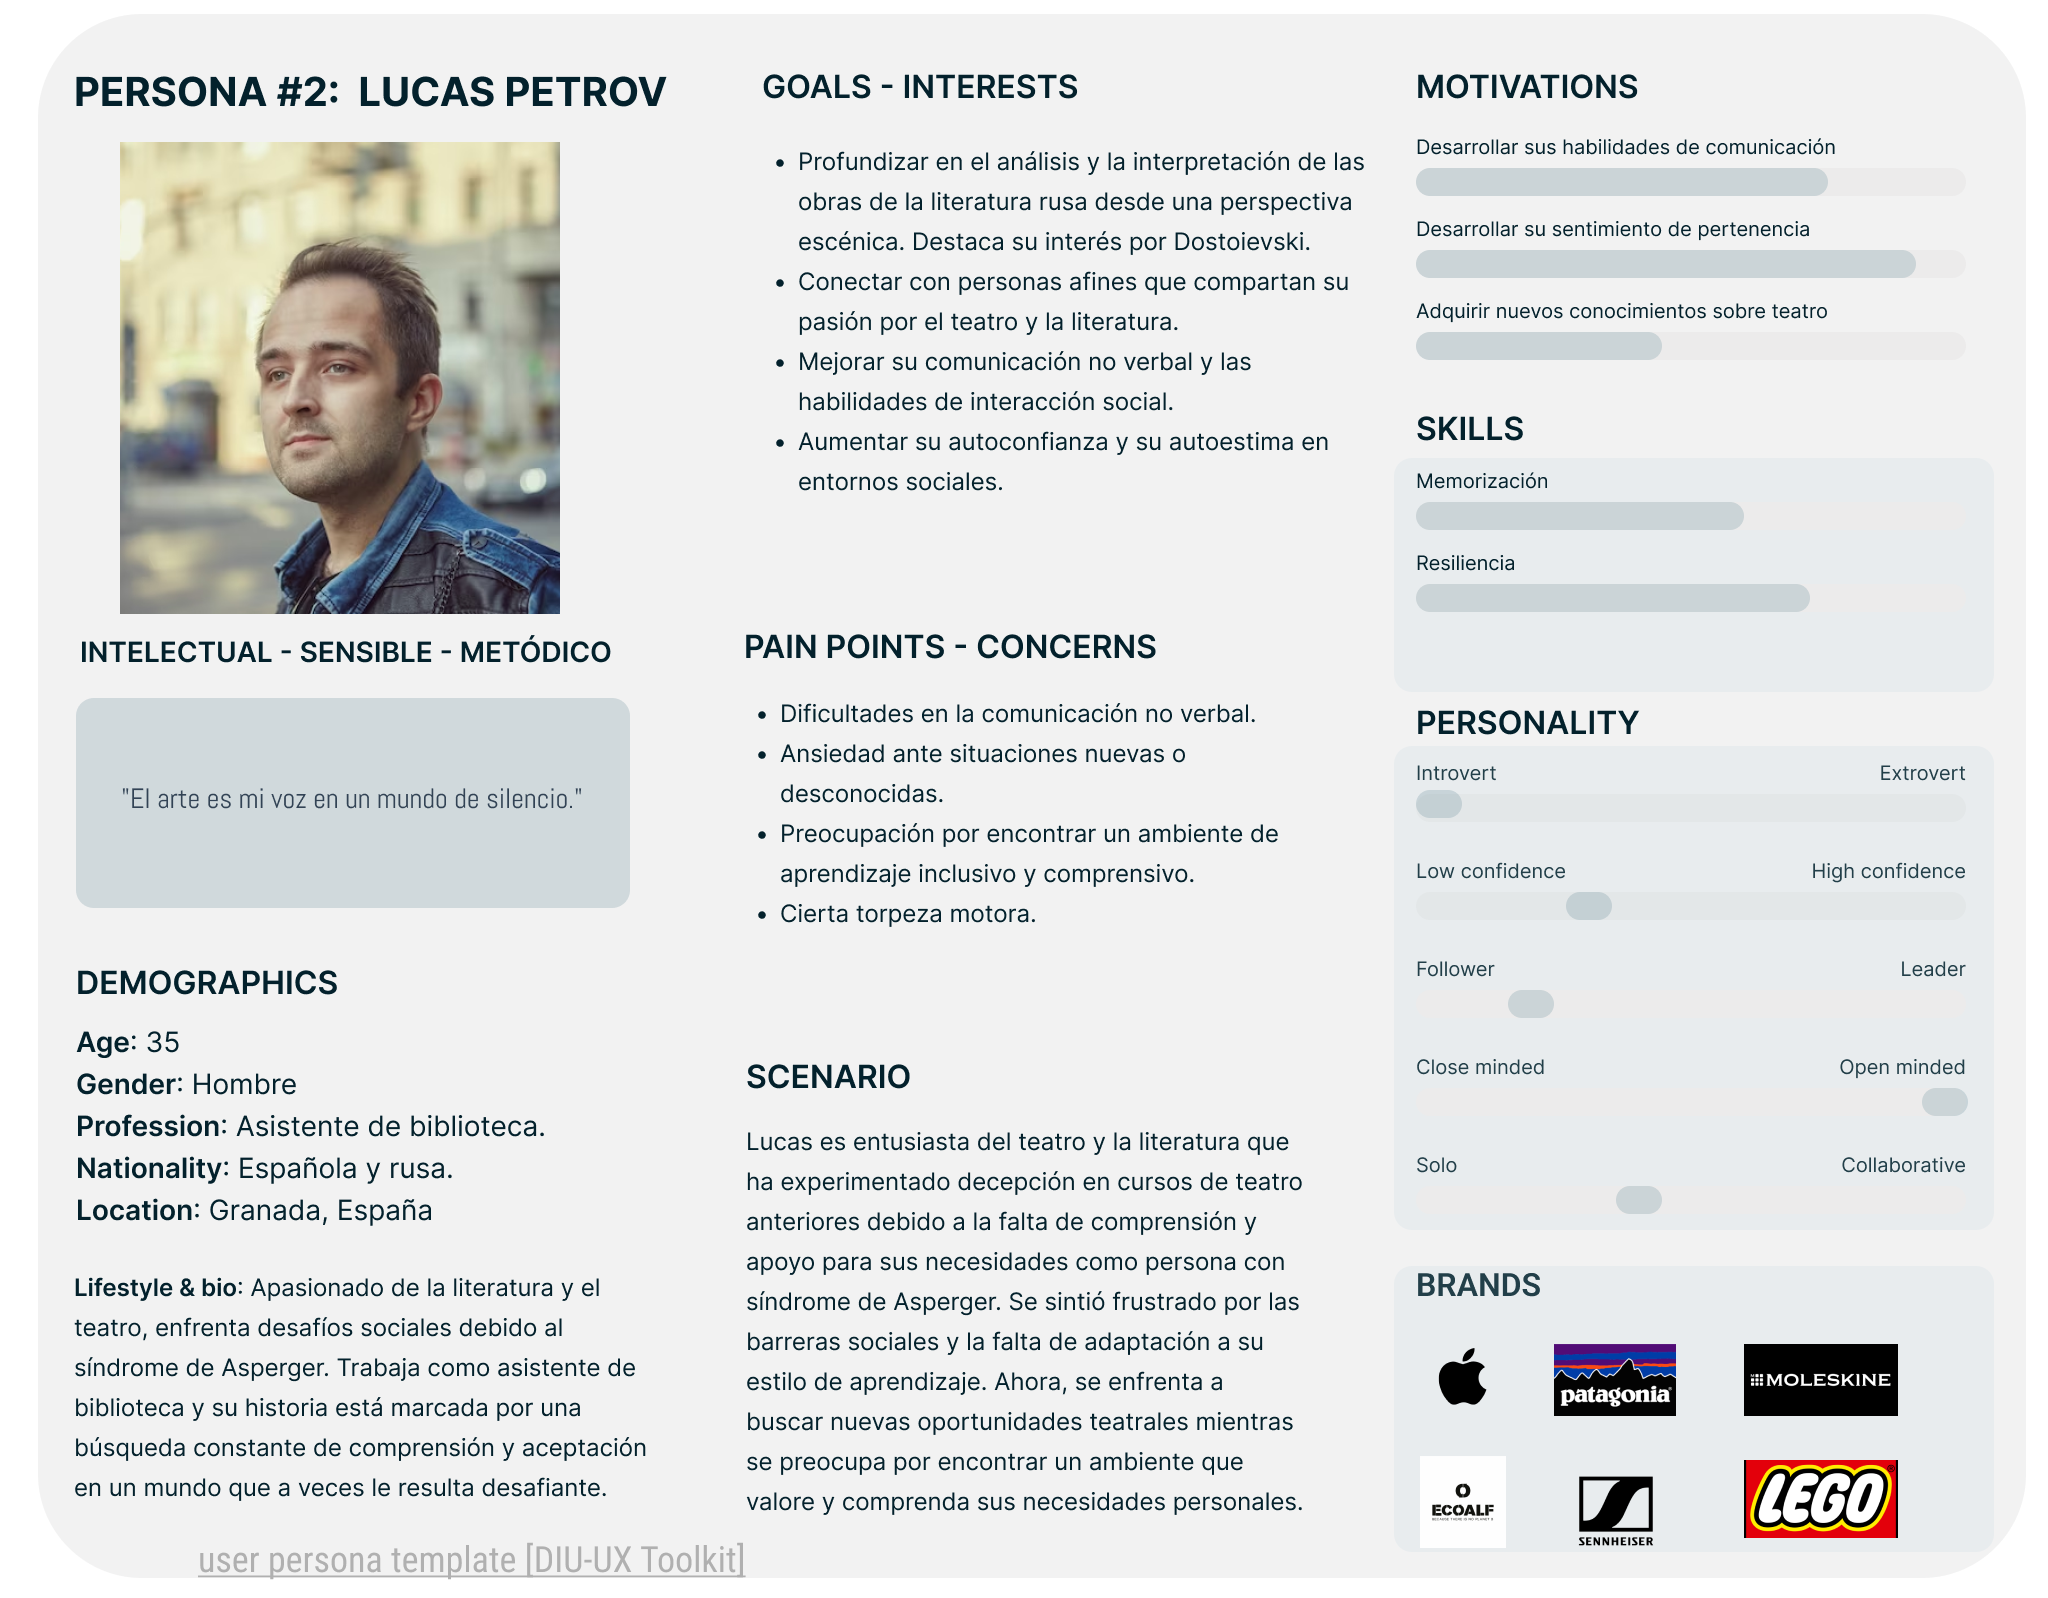 PERSONA #2: LUCAS PETROV
INTELECTUAL - SENSIBLE - METÓDICO
"El arte es mi voz en un mundo de silencio."
DEMOGRAPHICS
Age: 35
Gender: Hombre
Profession: Asistente de biblioteca.
Nationality: Española y rusa.
Location: Granada, España
Lifestyle & bio: Apasionado de la literatura y el
teatro, enfrenta desafíos sociales debido al
síndrome de Asperger. Trabaja como asistente de
biblioteca y su historia está marcada por una
búsqueda constante de comprensión y aceptación
en un mundo que a veces le resulta desafiante.
user persona template [DIU-UX Toolkit]
GOALS - INTERESTS
• Profundizar en el análisis y la interpretación de las
obras de la literatura rusa desde una perspectiva
escénica. Destaca su interés por Dostoievski.
• Conectar con personas afines que compartan su
pasión por el teatro y la literatura.
• Mejorar su comunicación no verbal y las
habilidades de interacción social.
• Aumentar su autoconfianza y su autoestima en
entornos sociales.
PAIN POINTS - CONCERNS
• Dificultades en la comunicación no verbal.
• Ansiedad ante situaciones nuevas o
desconocidas.
• Preocupación por encontrar un ambiente de
aprendizaje inclusivo y comprensivo.
• Cierta torpeza motora.
SCENARIO
Lucas es entusiasta del teatro y la literatura que
ha experimentado decepción en cursos de teatro
anteriores debido a la falta de comprensión y
apoyo para sus necesidades como persona con
síndrome de Asperger. Se sintió frustrado por las
barreras sociales y la falta de adaptación a su
estilo de aprendizaje. Ahora, se enfrenta a
buscar nuevas oportunidades teatrales mientras
se preocupa por encontrar un ambiente que
valore y comprenda sus necesidades personales.
MOTIVATIONS
Desarrollar sus habilidades de comunicación
Desarrollar su sentimiento de pertenencia
Adquirir nuevos conocimientos sobre teatro
SKILLS
Memorización
Resiliencia
PERSONALITY
Introvert Extrovert
Low confidence High confidence
Follower Leader
Close minded Open minded
Solo Collaborative
BRANDS
patagonia
MOLESKINE
ECOALF
SENNHEISER
LEGO